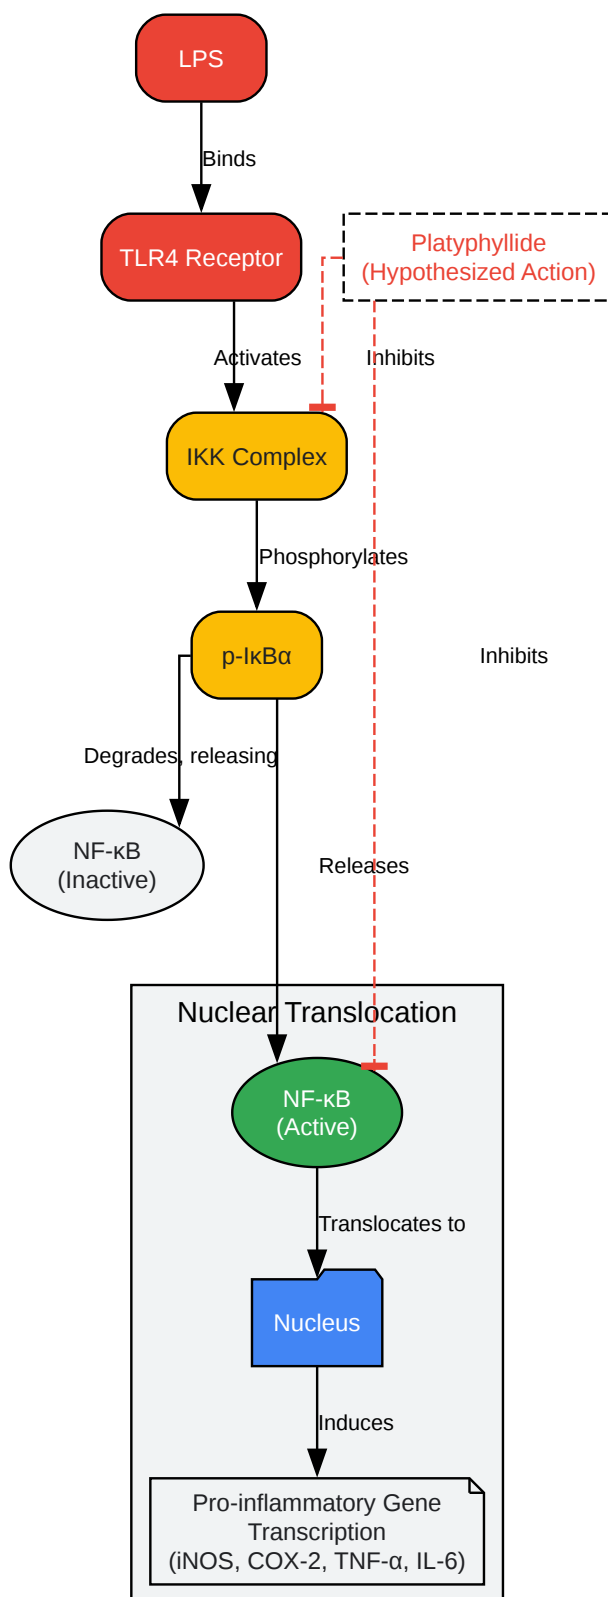 LPS
Binds
TLR4 Receptor
Platyphyllide
(Hypothesized Action)
Activates
Inhibits
IKK Complex
Phosphorylates
p-IκBα
Inhibits
Degrades, releasing
NF-κB
(Inactive)
Releases
Nuclear Translocation
NF-κB
(Active)
Translocates to
Nucleus
Induces
Pro-inflammatory Gene
Transcription
(iNOS, COX-2, TNF-α, IL-6)